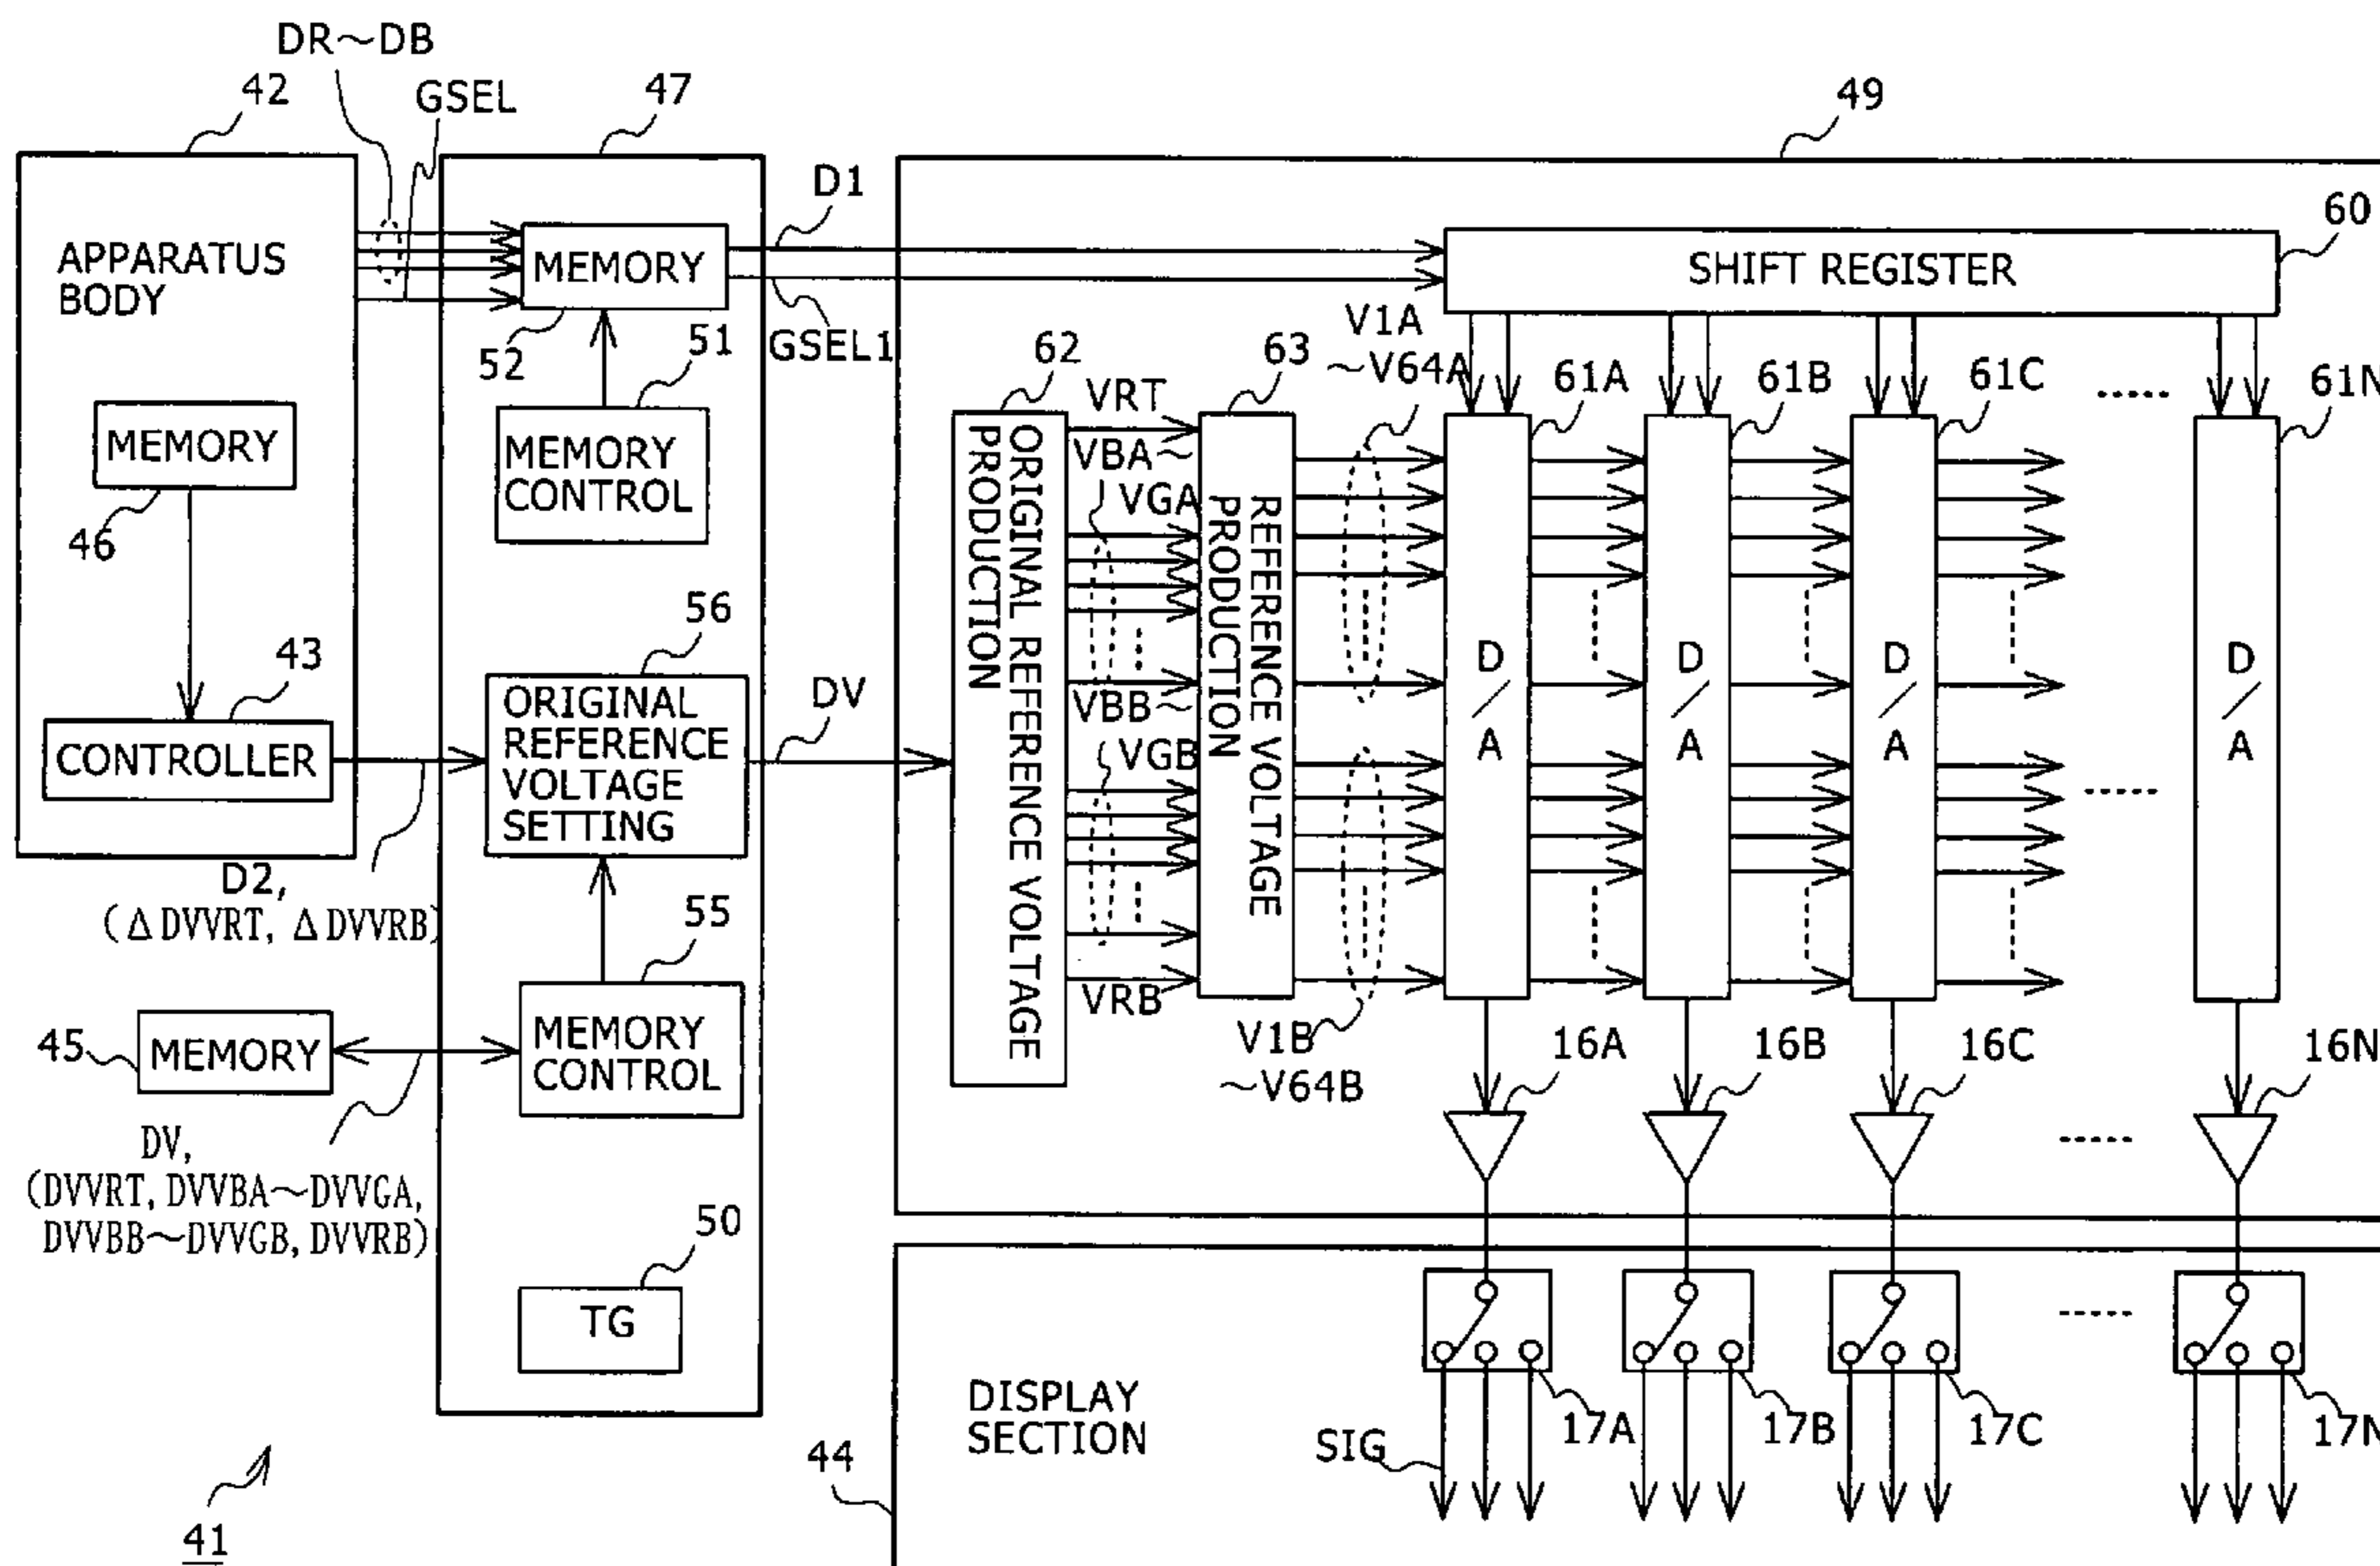 DR~DB
42
GSEL
47
49
D1
60
APPARATUS
BODY
MEMORY
SHIFT REGISTER
52
51
GSEL1
62
63
V1A
~V64A
61A
61B
61C
.....
61N
VRT
VBA~
VGA
MEMORY
46
MEMORY
CONTROL
ORIGINAL REFERENCE VOLTAGE
PRODUCTION
REFERENCE VOLTAGE
PRODUCTION
56
43
CONTROLLER
ORIGINAL
REFERENCE
VOLTAGE
SETTING
DV
VBB~
VGB
D/A
D/A
D/A
D/A
.....
D2,
(ΔDVVRT, ΔDVVRB)
55
VRB
45
MEMORY
MEMORY
CONTROL
V1B
~V64B
16A
16B
16C
16N
.....
DV,
(DVVRT, DVVBA~DVVGA,
DVVBB~DVVGB, DVVRB)
50
TG
.....
DISPLAY
SECTION
44
SIG
17A
17B
17C
17N
41